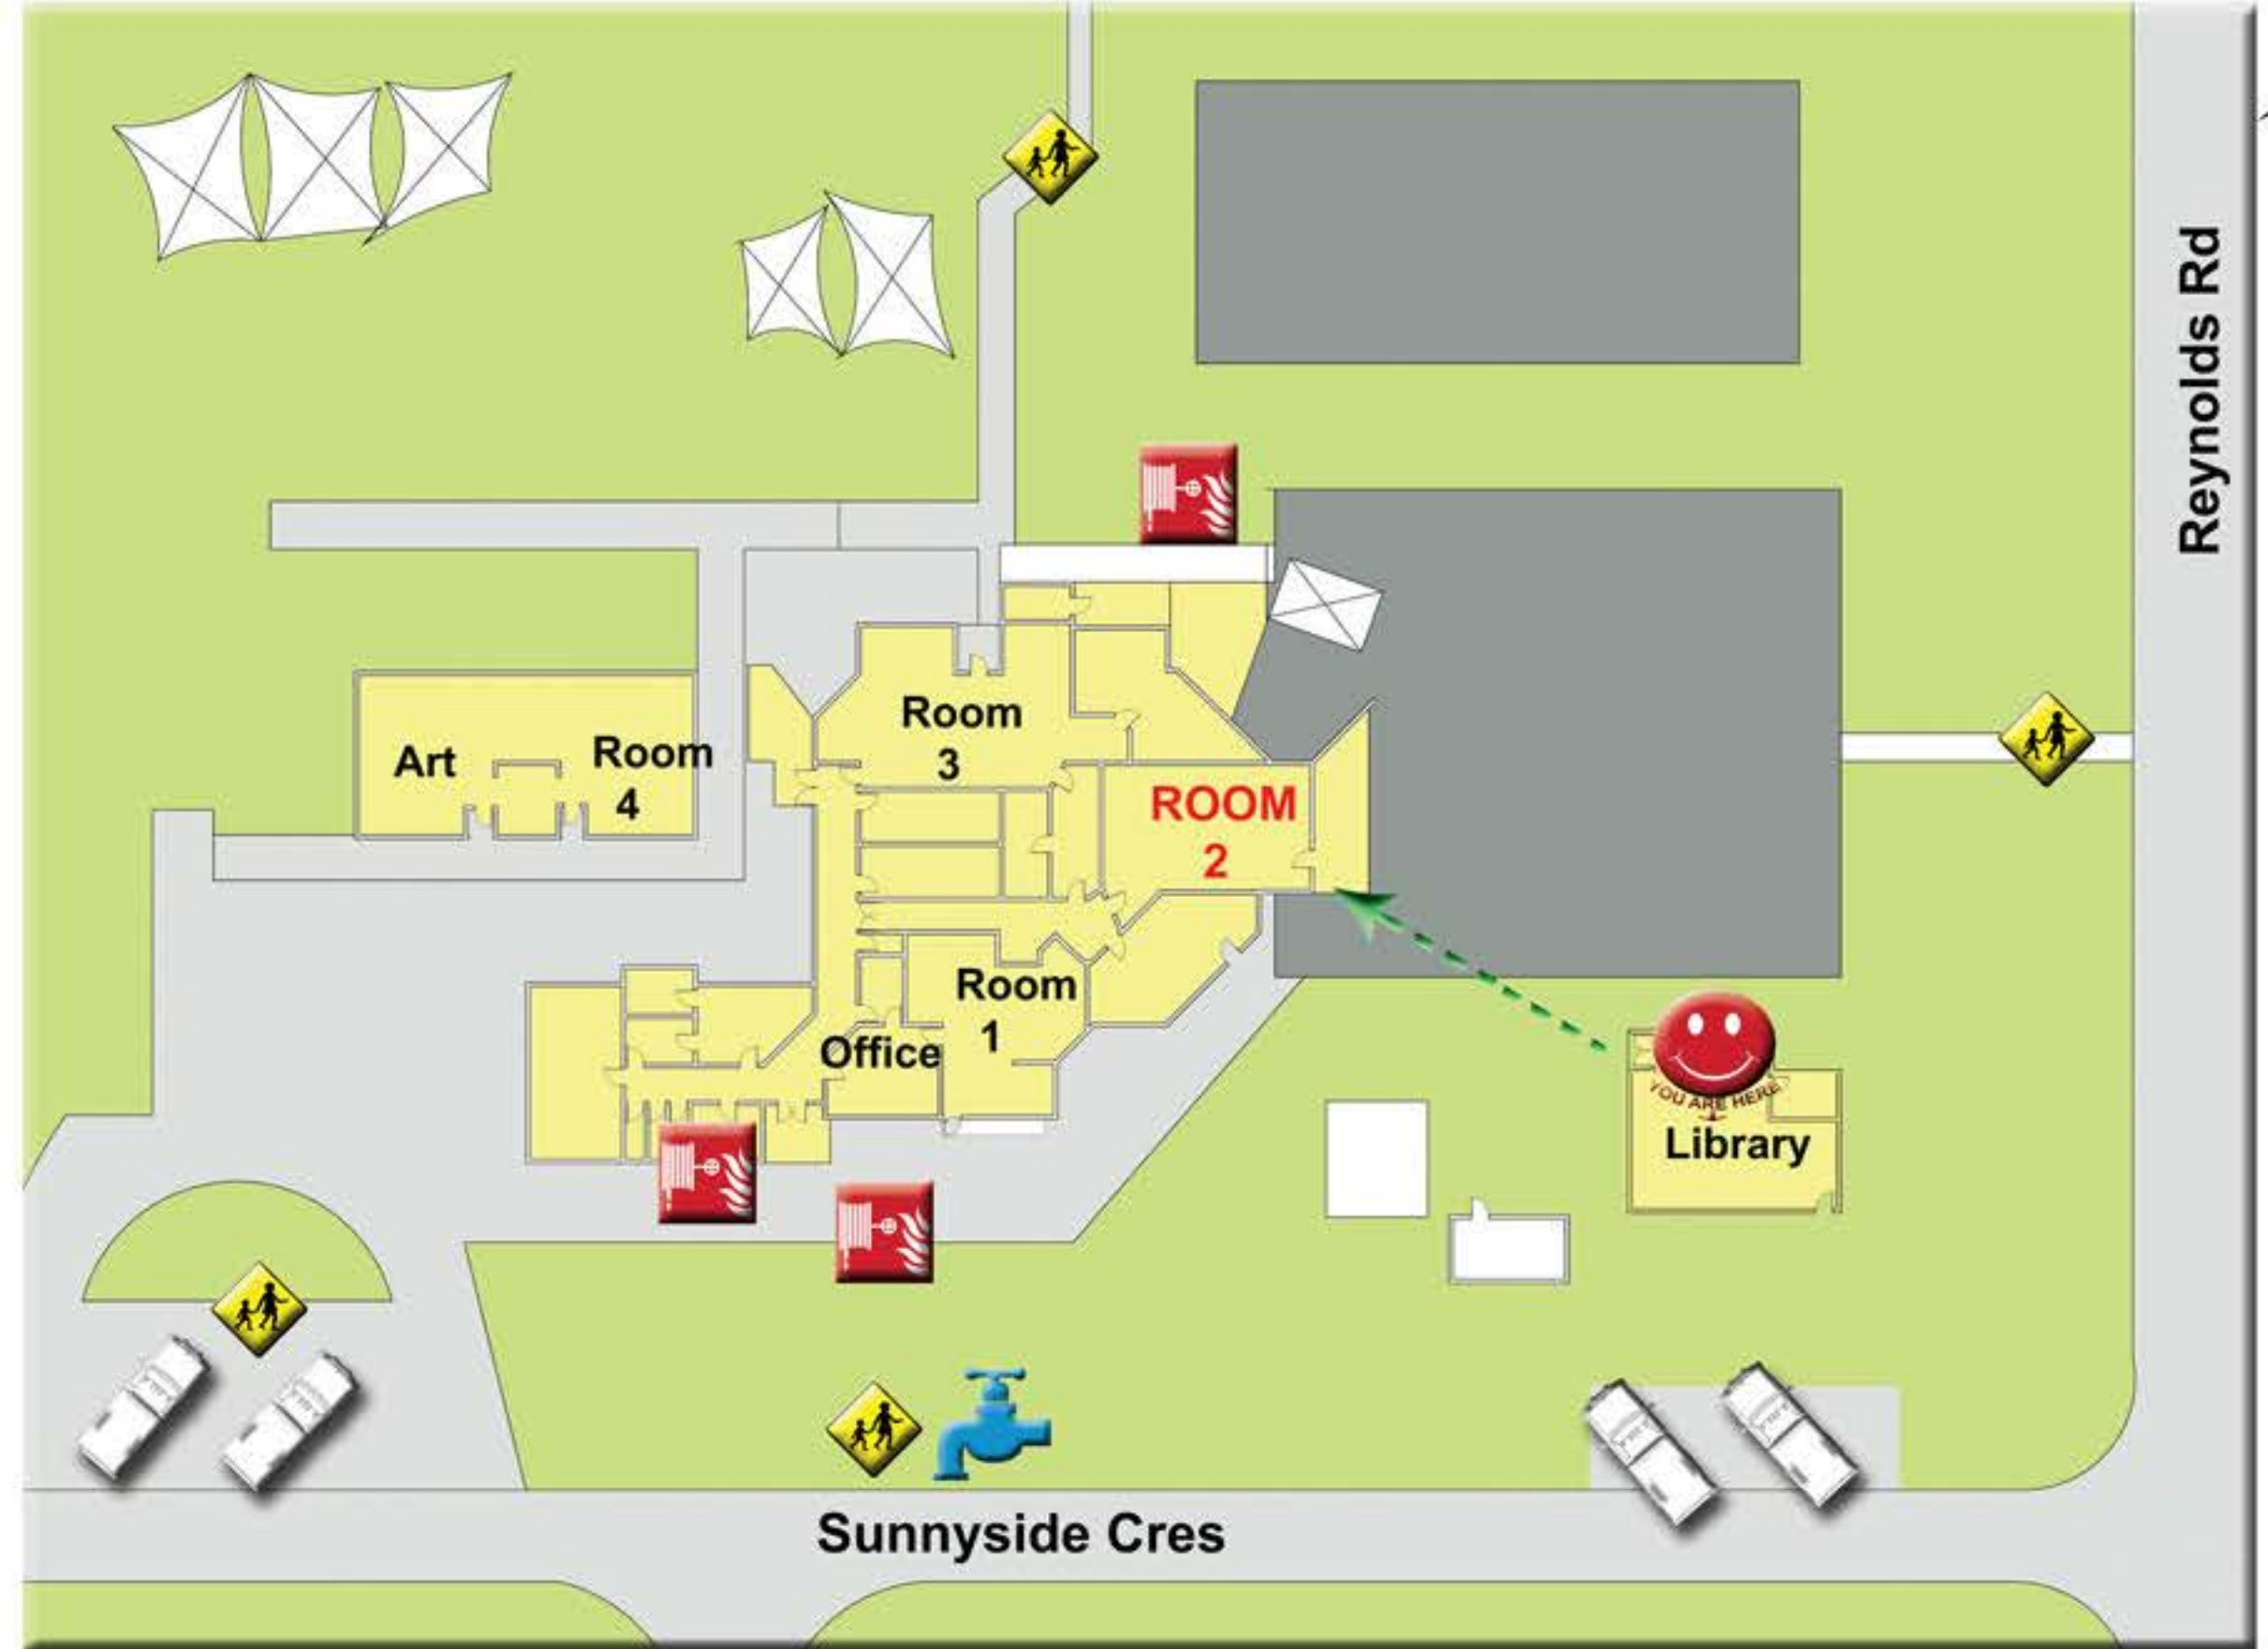 Reynolds Rd
Room
3
Art
Room
4
ROOM
2
Room
1
Office
YOU ARE HERE
Library
Sunnyside Cres